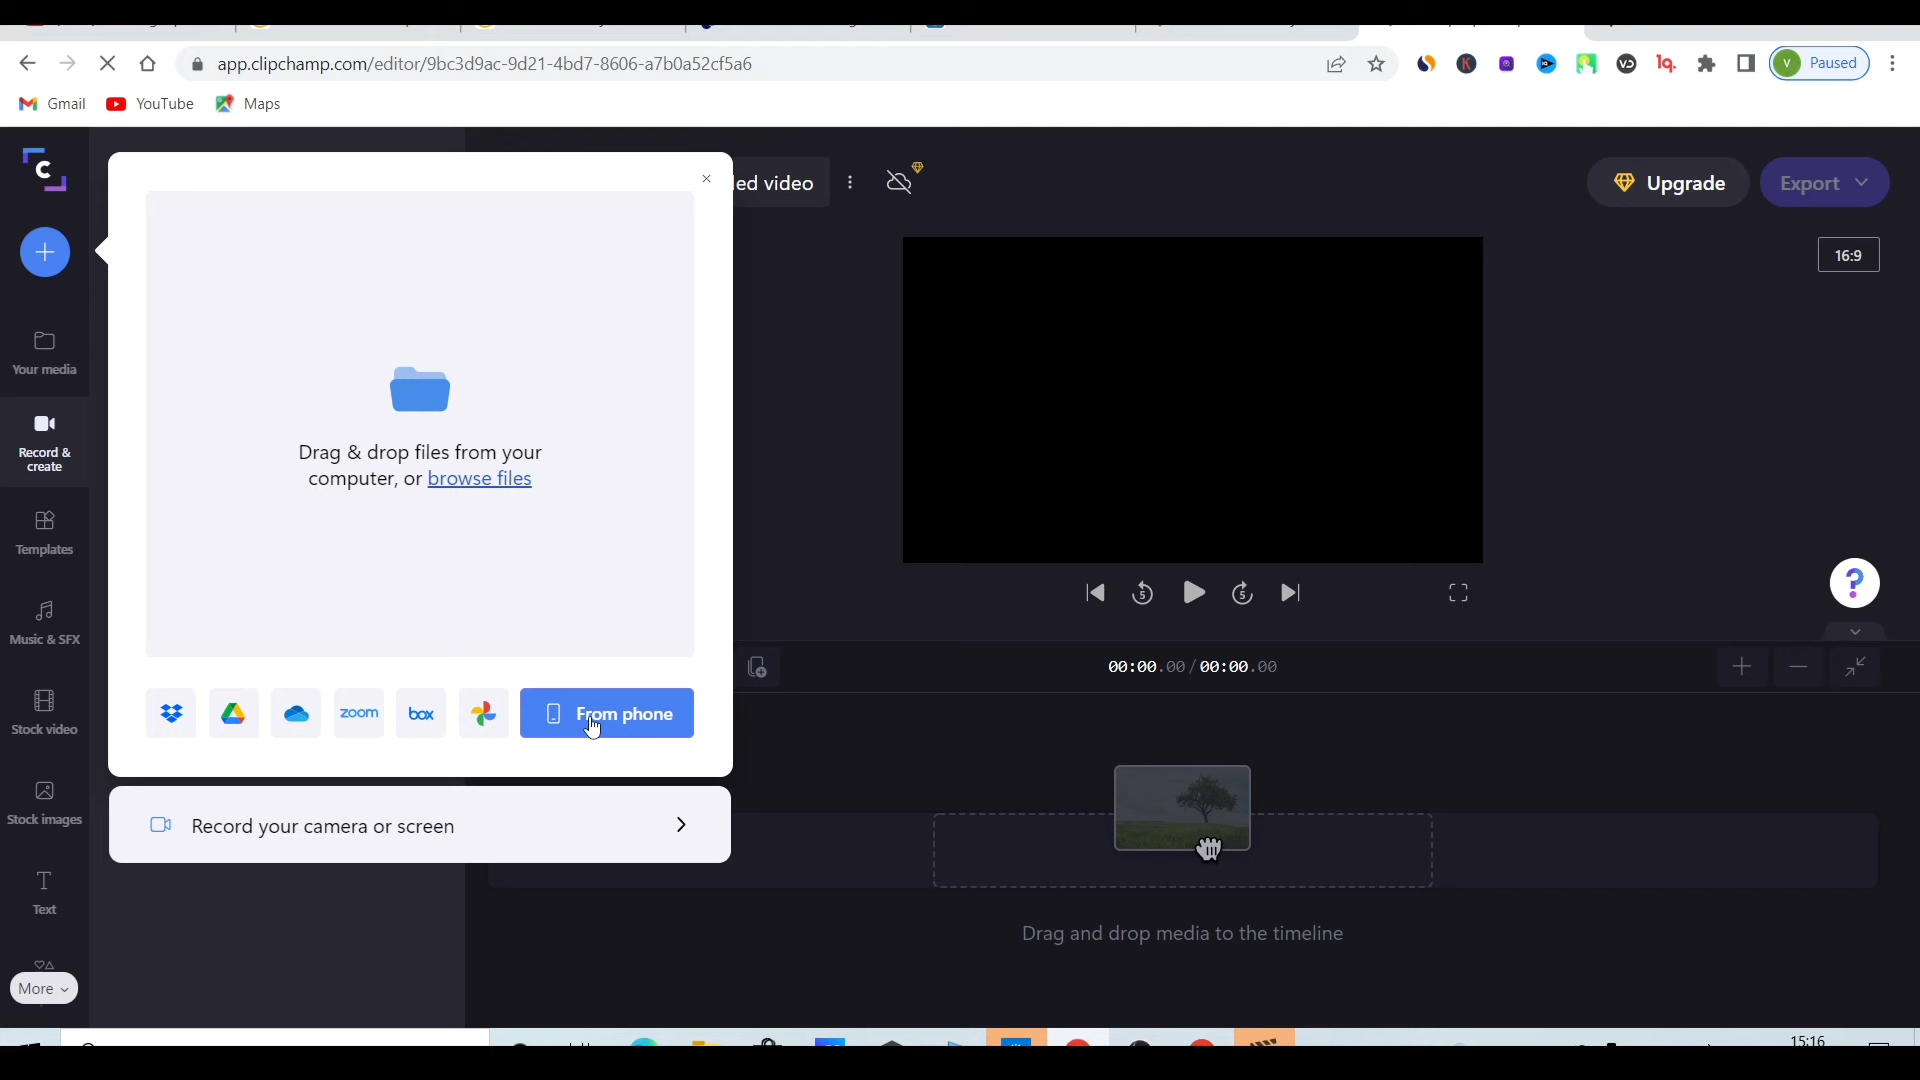 app.clipchamp.com/editor/9bc3d9ac-9d21-4bd7-8606-a7b0a52cf5a6
V Paused
Gmail YouTube Maps
led video
Upgrade
Export
16:9
Your media
Record &
create
Templates
Music & SFX
Stock video
Stock images
Text
More
Drag & drop files from your
computer, or browse files
zoom
box
From phone
Record your camera or screen
5
5
?
00:00.00 / 00:00.00
Drag and drop media to the timeline
15:16